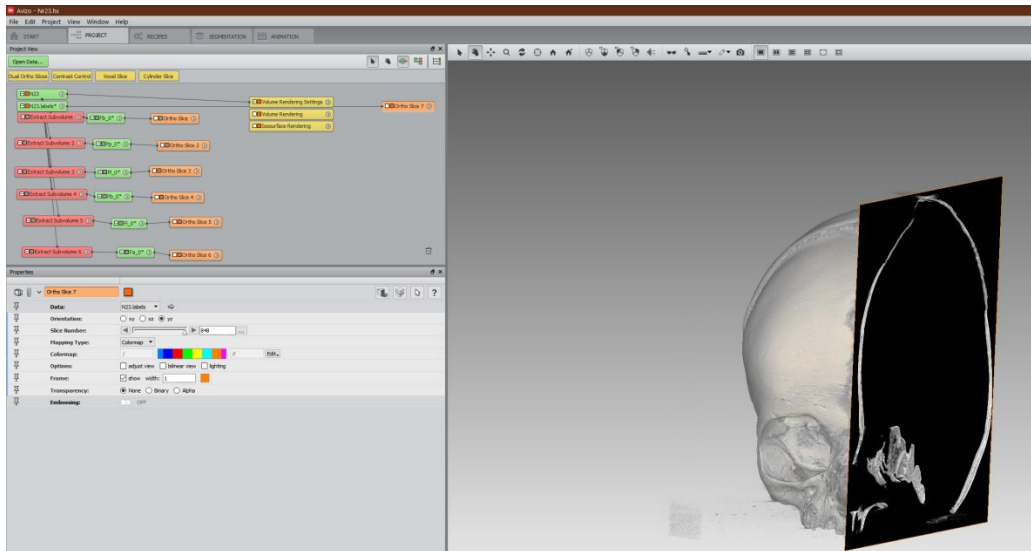 Avizo - Nr23.hx
File Edit Project View Window Help
START PROJECT RECIPES SEGMENTATION ANIMATION
Project View
Open Data...
Dual Ortho Slices Contrast Control Voxel Slice Cylinder Slice
N23
N23.labels*
Volume Rendering Settings
Ortho Slice 7
Extract Subvolume
Ortho Slice
Volume Rendering
Isosurface Rendering
Extract Subvolume 2
Ortho Slice 2
Extract Subvolume 3
Ortho Slice 3
Extract Subvolume 4
Ortho Slice 4
Extract Subvolume 5
Ortho Slice 5
Extract Subvolume 6
Ortho Slice 6
Properties
Ortho Slice 7
?
Data: N23.labels
Orientation: xy xz yz
Slice Number: 848
Mapping Type: Colormap
Colormap: Edit
Options: adjust view bilinear view lighting
Frame: show width: 1
Transparency: None Binary Alpha
Embossing: OFF